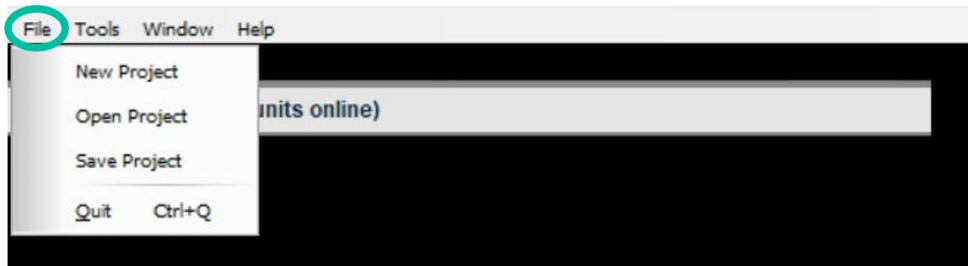 File Tools Window Help
New Project
Open Project
units online)
Save Project
Quit Ctrl+Q